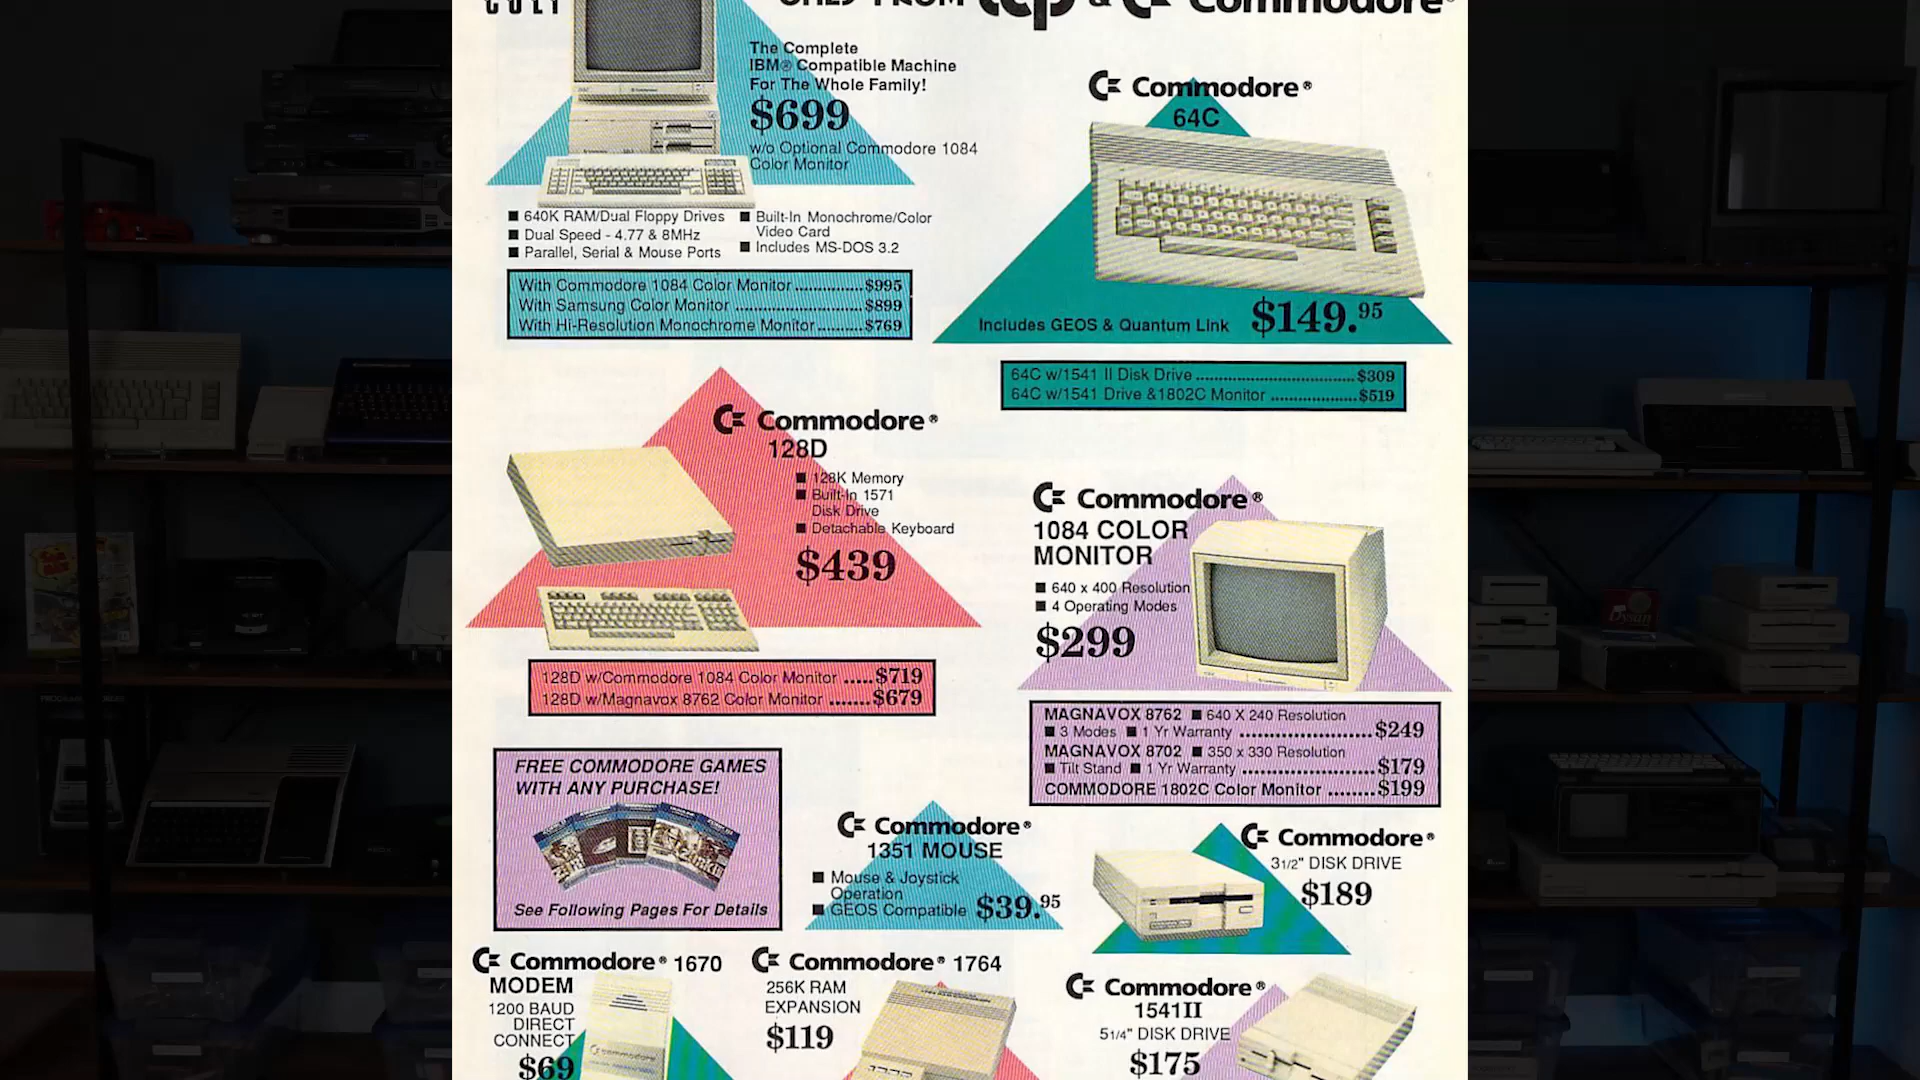 & Commodore®
The Complete
IBM® Compatible Machine
For The Whole Family!
$699
w/o Optional Commodore 1084
Color Monitor
■ 640K RAM/Dual Floppy Drives
■ Dual Speed - 4.77 & 8MHz
■ Parallel, Serial & Mouse Ports
■ Built-In Monochrome/Color
Video Card
■ Includes MS-DOS 3.2
With Commodore 1084 Color Monitor ............... $995
With Samsung Color Monitor ............................ $899
With Hi-Resolution Monochrome Monitor .......... $769
Commodore®
64C
Includes GEOS & Quantum Link $149.95
64C w/1541 II Disk Drive ................................... $309
64C w/1541 Drive &1802C Monitor ................... $519
Commodore®
128D
■ 128K Memory
■ Built-In 1571
Disk Drive
■ Detachable Keyboard
$439
128D w/Commodore 1084 Color Monitor ..... $719
128D w/Magnavox 8762 Color Monitor ....... $679
Commodore®
1084 COLOR
MONITOR
■ 640 x 400 Resolution
■ 4 Operating Modes
$299
MAGNAVOX 8762 ■ 640 X 240 Resolution
■ 3 Modes ■ 1 Yr Warranty ...................... $249
MAGNAVOX 8702 ■ 350 x 330 Resolution
■ Tilt Stand ■ 1 Yr Warranty ...................... $179
COMMODORE 1802C Color Monitor ........ $199
FREE COMMODORE GAMES
WITH ANY PURCHASE!
See Following Pages For Details
Commodore®
1351 MOUSE
■ Mouse & Joystick
Operation
■ GEOS Compatible $39.95
Commodore®
3 1/2" DISK DRIVE
$189
Commodore® 1670
MODEM
1200 BAUD
DIRECT
CONNECT
$69
Commodore® 1764
256K RAM
EXPANSION
$119
Commodore®
1541II
5 1/4" DISK DRIVE
$175
Commodore
Dysan